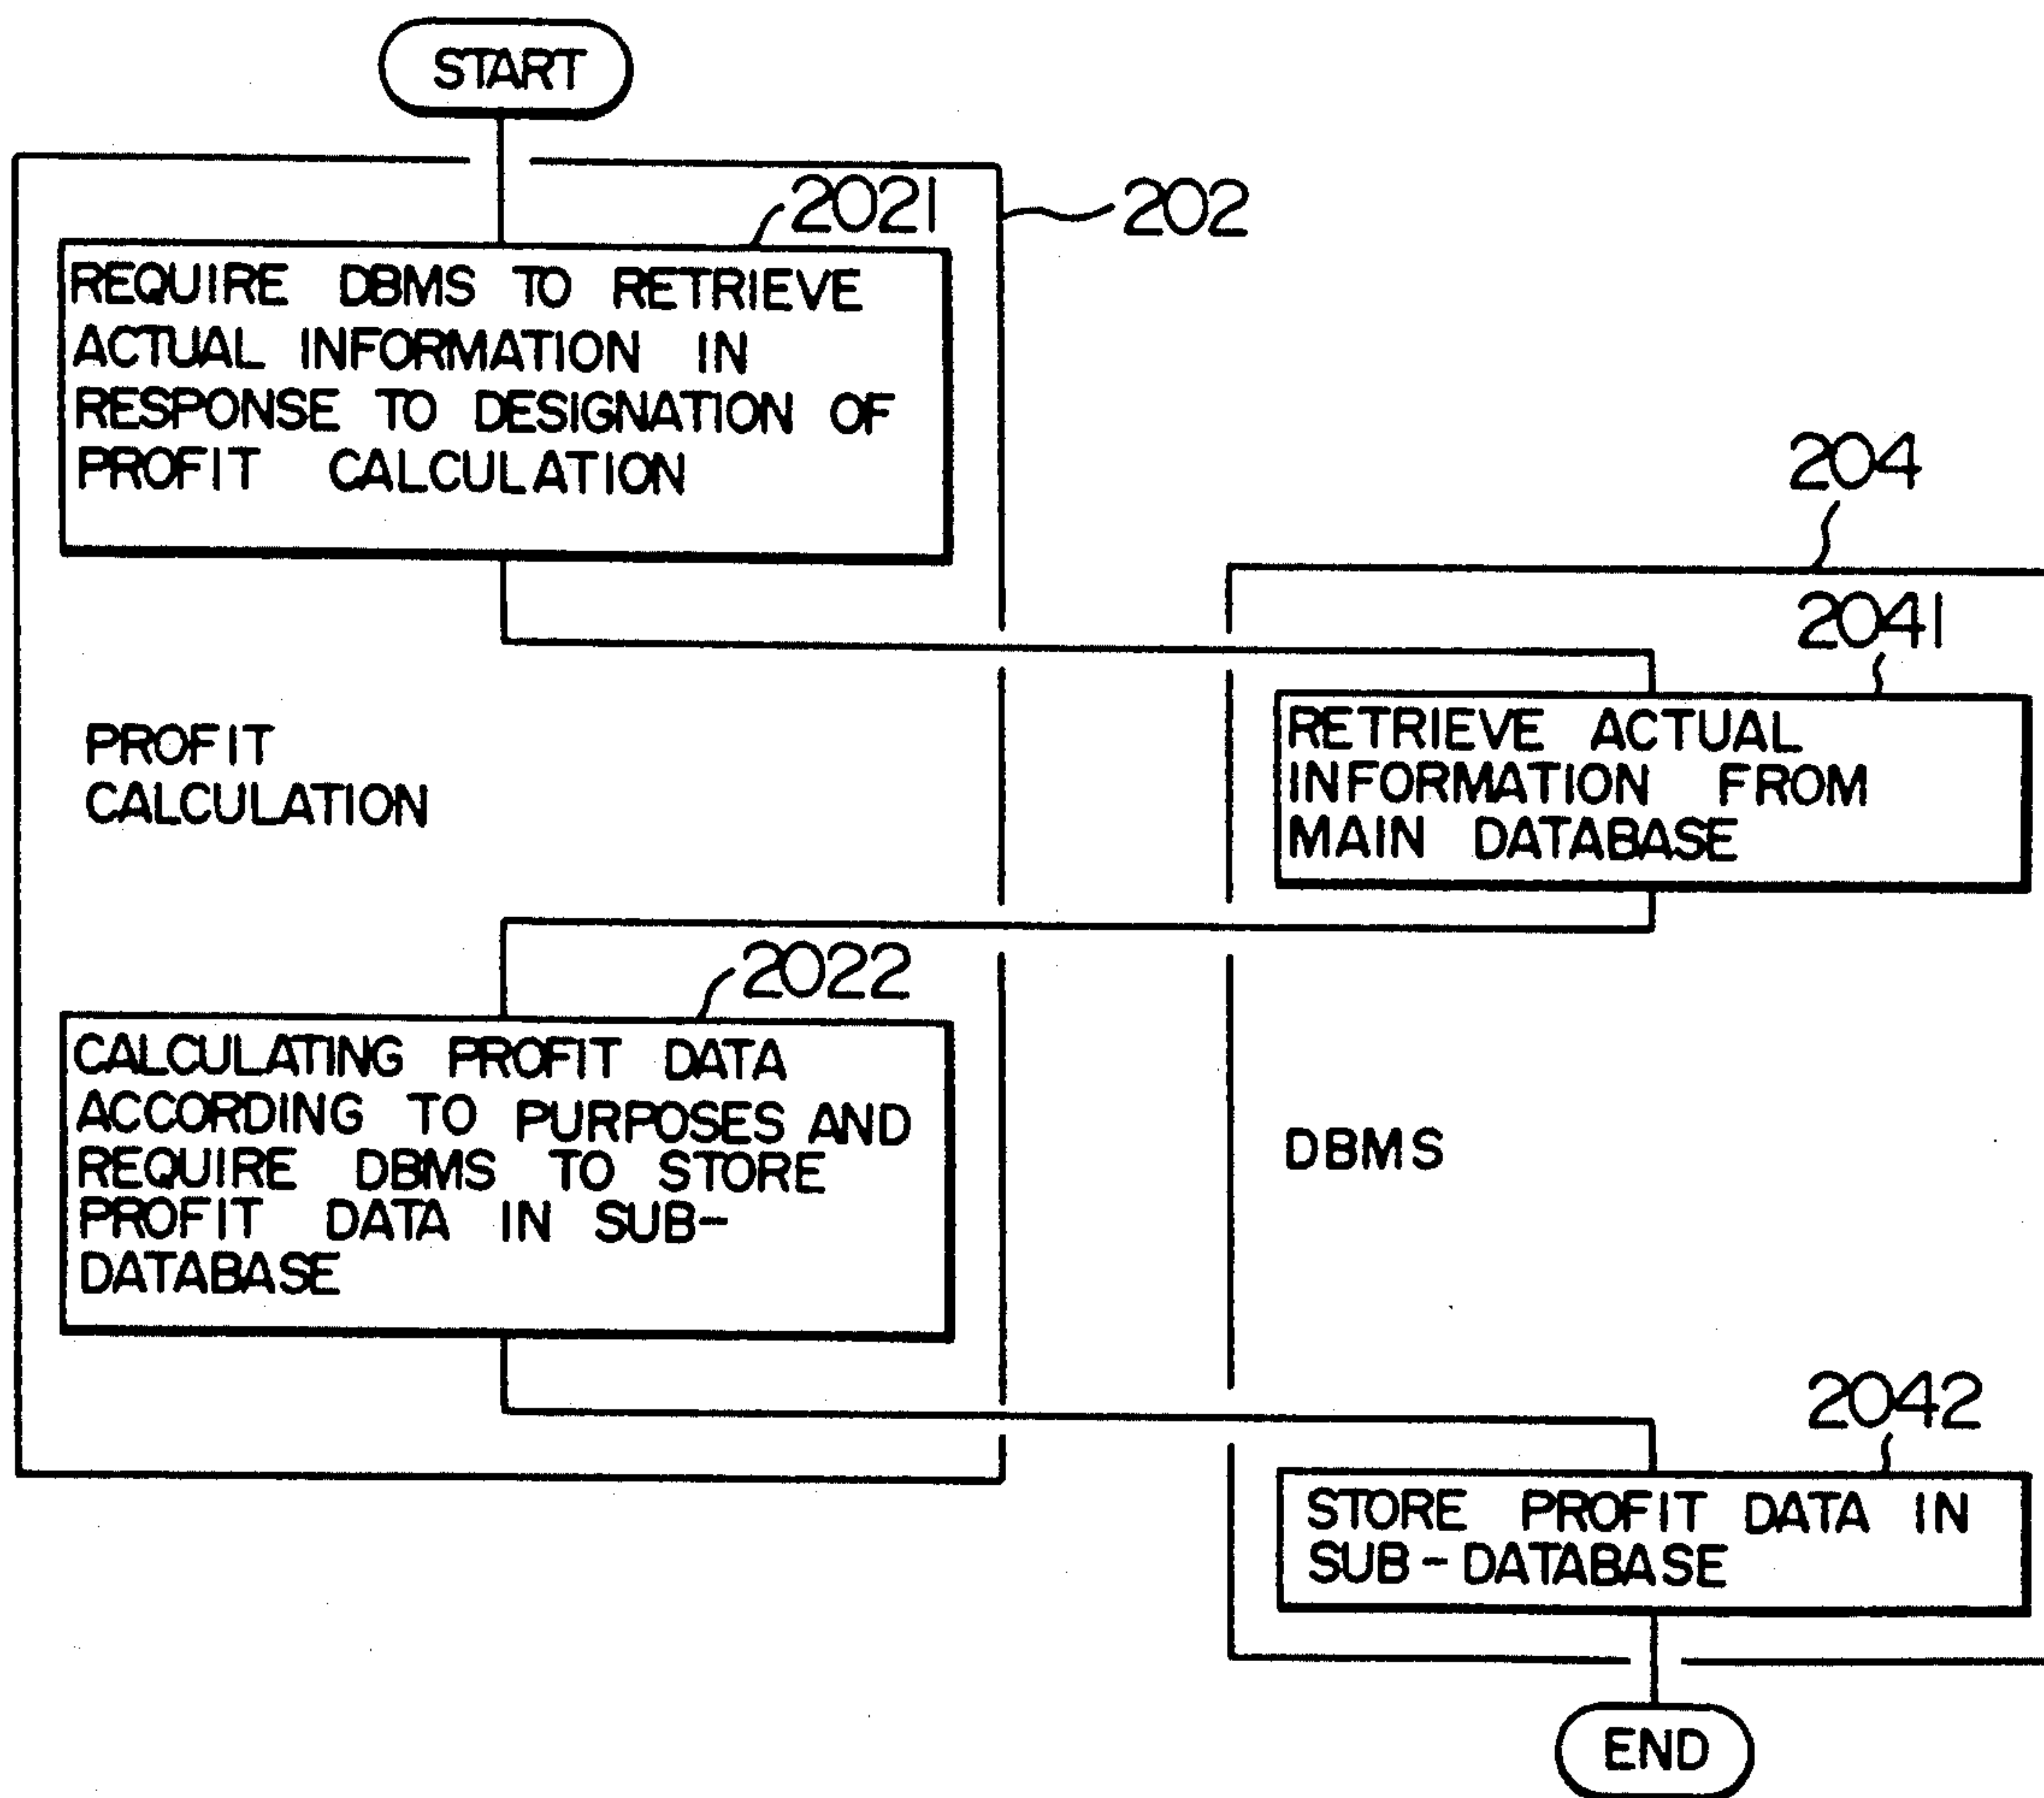 START
2021
202
REQUIRE DBMS TO RETRIEVE
ACTUAL INFORMATION IN
RESPONSE TO DESIGNATION OF
PROFIT CALCULATION
204
2041
RETRIEVE ACTUAL
INFORMATION FROM
MAIN DATABASE
PROFIT
CALCULATION
2022
CALCULATING PROFIT DATA
ACCORDING TO PURPOSES AND
REQUIRE DBMS TO STORE
PROFIT DATA IN SUB-
DATABASE
DBMS
2042
STORE PROFIT DATA IN
SUB-DATABASE
END